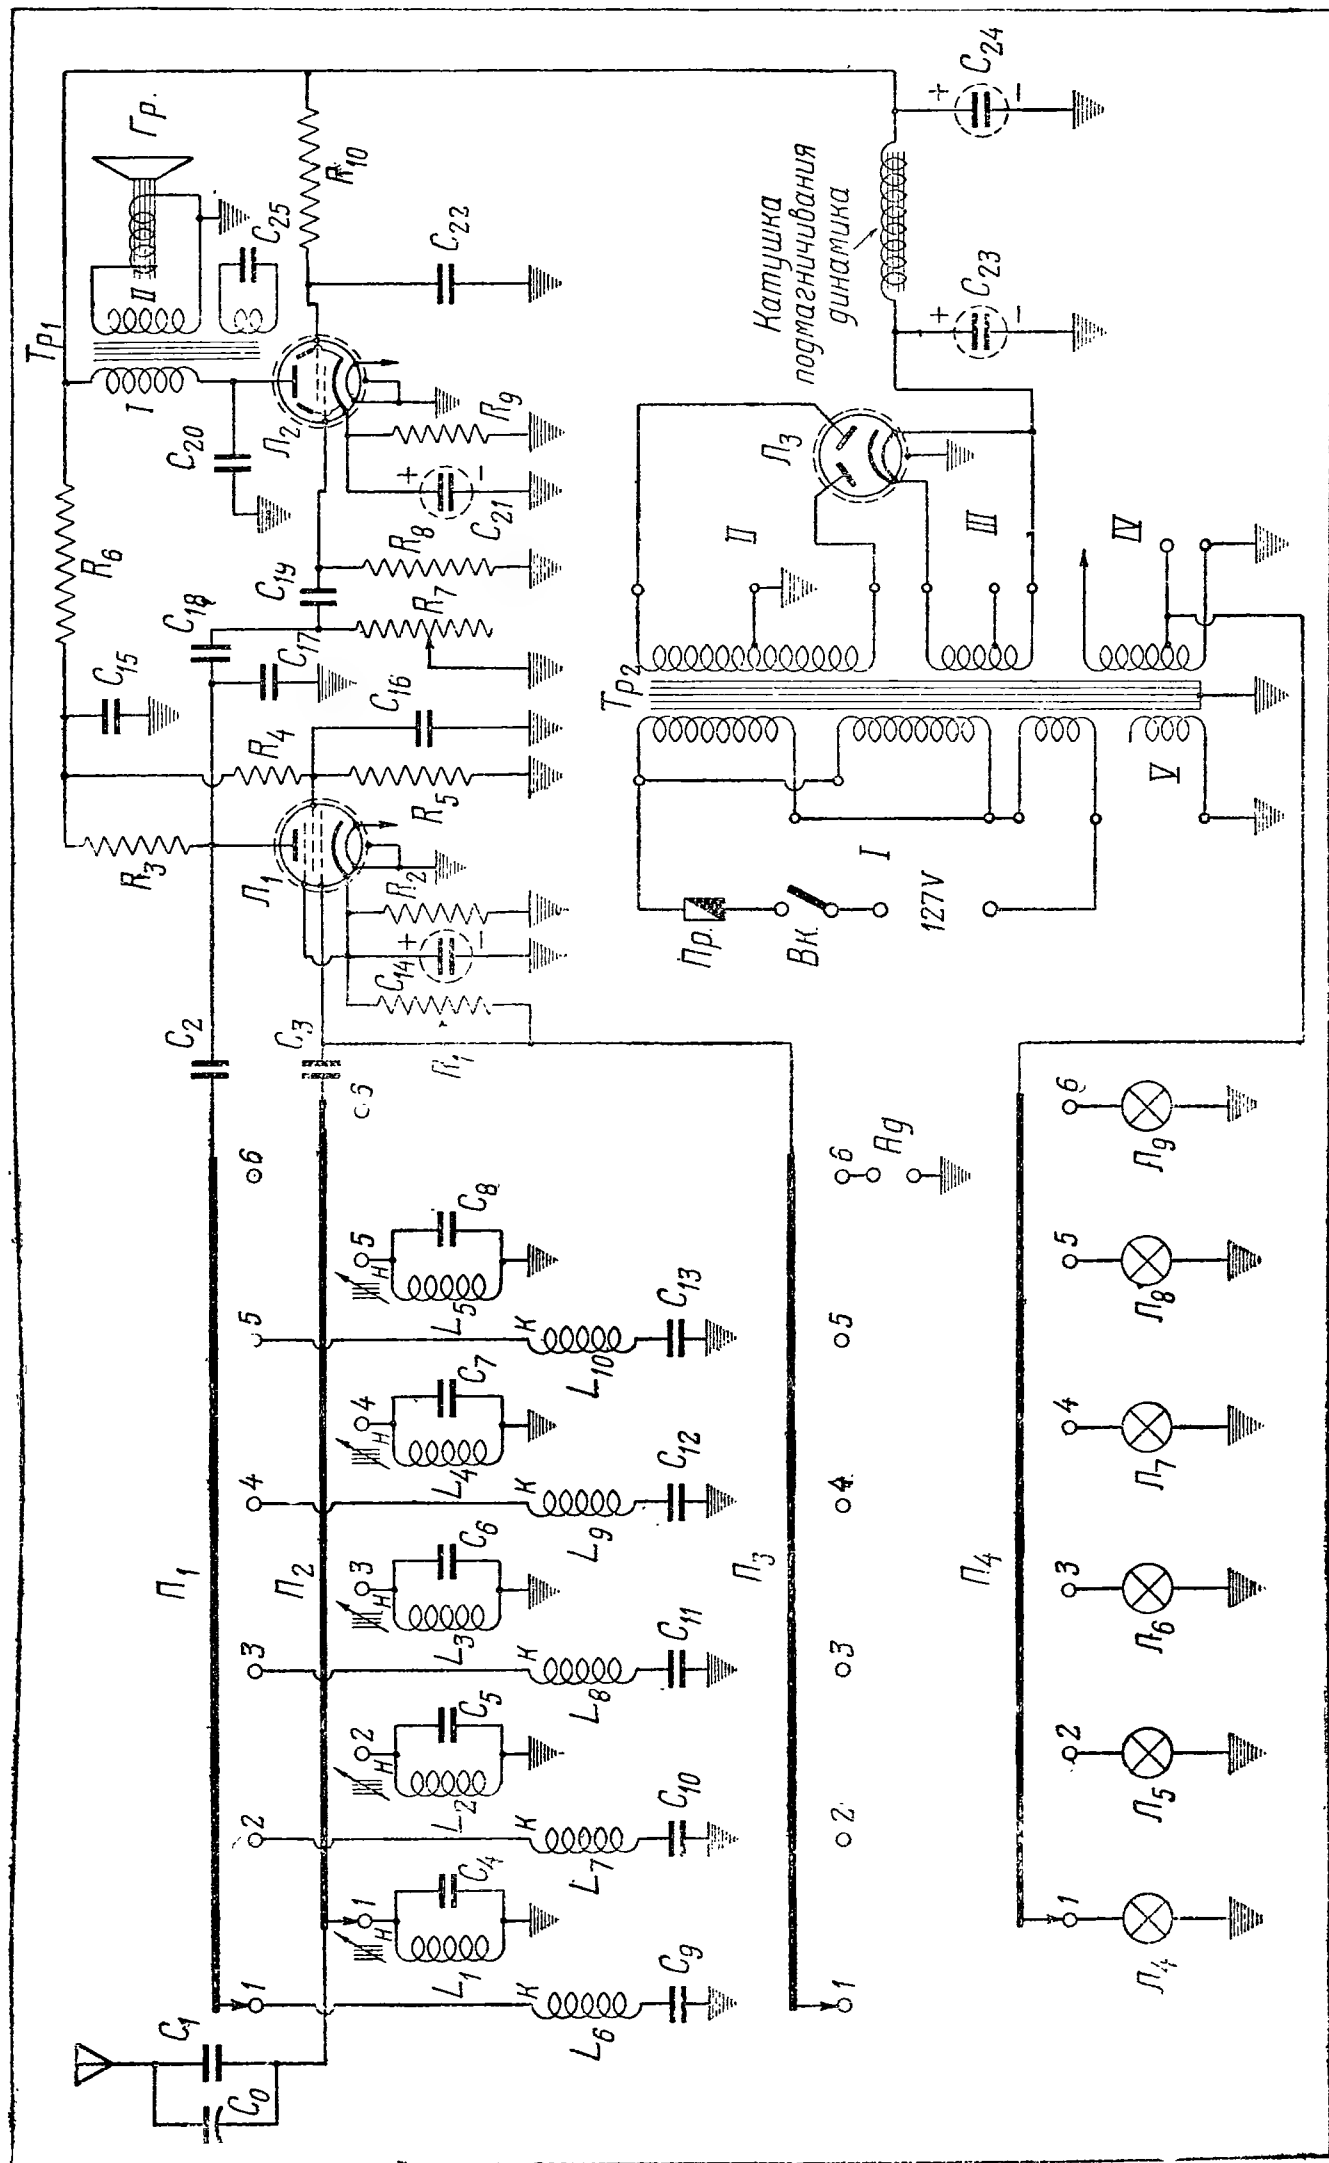 Тр1
Гр.
I
II
C25
R6
C15
C18
C20
Л2
R10
C22
R9
C21
R8
C19
R7
C17
C16
R4
R3
R5
Л1
R2
C14
R1
C2
C3
+
−
+
−
Катушка
подмагничивания
динамика
+
C24
−
+
C23
−
Л3
II
III
IV
Тр2
V
I
Пр.
Вк.
127V
C1
C0
П1
1
2
3
4
5
6
П2
1
2
3
4
5
6
Н
Н
Н
Н
Н
L1
C4
L2
C5
L3
C6
L4
C7
L5
C8
К
К
К
К
К
L6
C9
L7
C10
L8
C11
L9
C12
L10
C13
П3
1
2
3
4
5
6
Ад
П4
1
2
3
4
5
6
Л4
Л5
Л6
Л7
Л8
Л9